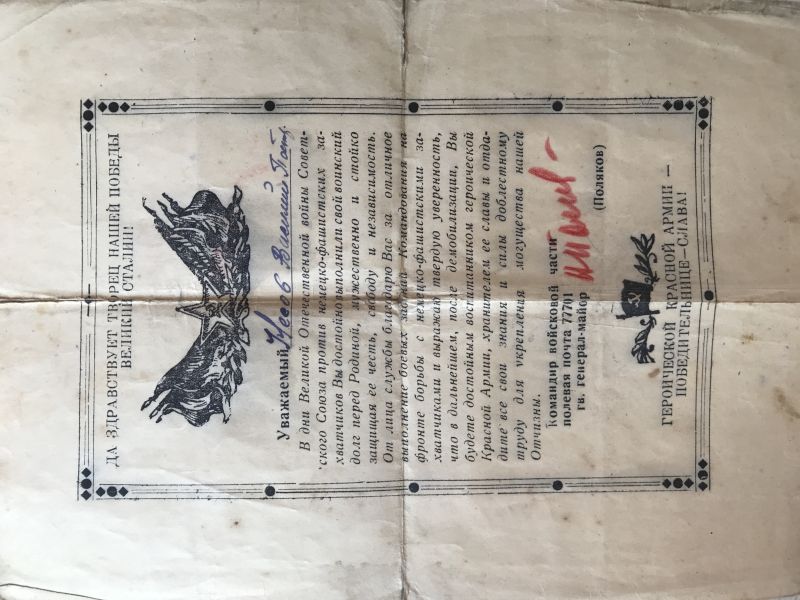 ДА ЗДРАВСТВУЕТ ТВОРЕЦ НАШЕЙ ПОБЕДЫ
ВЕЛИКИЙ СТАЛИН!
Уважаемый Василий
В дни Великой Отечественной войны Совет-
ского Союза против немецко-фашистских за-
хватчиков Вы достойно выполнили свой воинский
долг перед Родиной, мужественно и стойко
защищая ее честь, свободу и независимость.
От лица службы благодарю Вас за отличное
выполнение боевых заданий Командования на
фронте борьбы с немецко-фашистскими за-
хватчиками и выражаю твердую уверенность,
что в дальнейшем, после демобилизации, Вы
будете достойным воспитанником героической
Красной Армии, хранителем ее славы и отда-
дите все свои знания и силы доблестному
труду для укрепления могущества нашей
Отчизны.
Командир войсковой части
полевая почта 77701
гв. генерал-майор
(Поляков)
ГЕРОИЧЕСКОЙ КРАСНОЙ АРМИИ —
ПОБЕДИТЕЛЬНИЦЕ—СЛАВА!